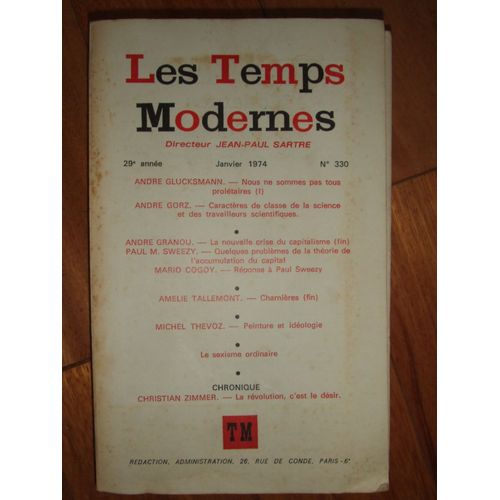 Les Temps
Modernes
Directeur JEAN-PAUL SARTRE
29e année Janvier 1974 N° 330
ANDRE GLUCKSMANN. — Nous ne sommes pas tous
prolétaires (I)
ANDRE GORZ. — Caractères de classe de la science
et des travailleurs scientifiques.
ANDRE GRANOU. — La nouvelle crise du capitalisme (fin)
PAUL M. SWEEZY. — Quelques problèmes de la théorie de
l'accumulation du capital
MARIO COGOY. — Réponse à Paul Sweezy
AMELIE TALLEMONT. — Charnières (fin)
MICHEL THEVOZ. — Peinture et idéologie
Le sexisme ordinaire
CHRONIQUE
CHRISTIAN ZIMMER. — La révolution, c'est le désir.
TM
REDACTION, ADMINISTRATION, 26, RUE DE CONDE, PARIS-6e